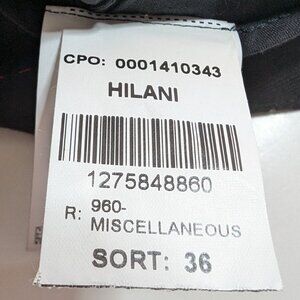 CPO: 0001410343
HILANI
1275848860
R: 960-
MISCELLANEOUS
SORT: 36